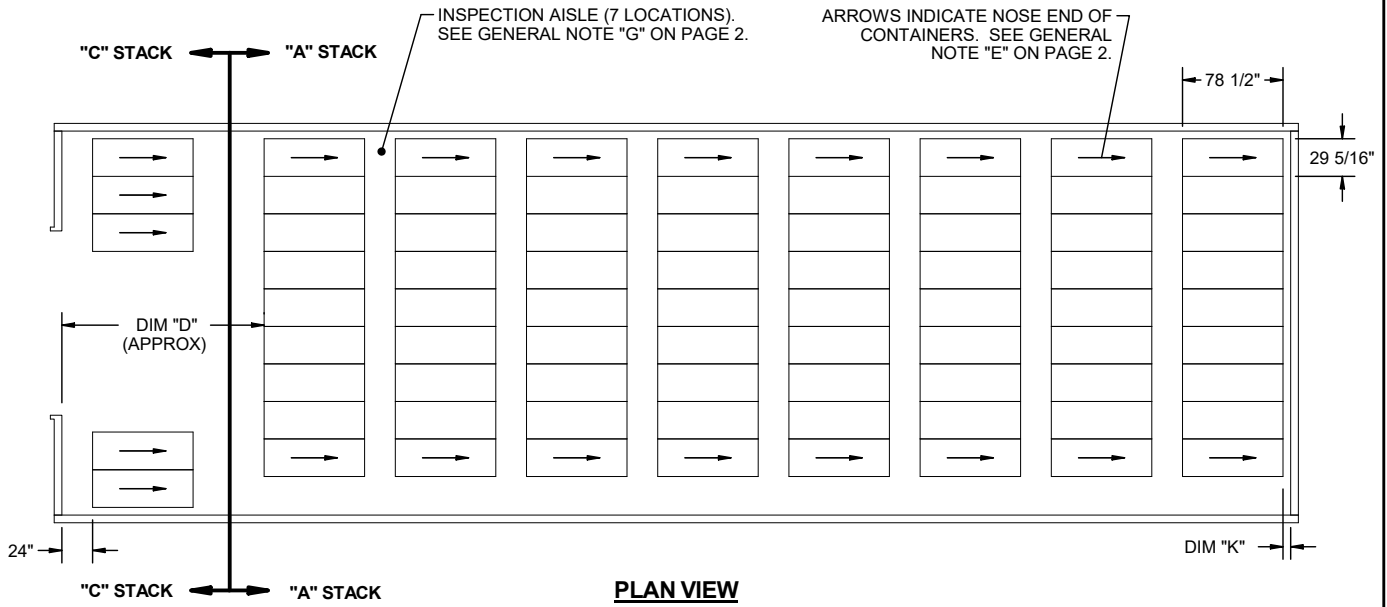 INSPECTION AISLE (7 LOCATIONS).
SEE GENERAL NOTE "G" ON PAGE 2.
ARROWS INDICATE NOSE END OF
CONTAINERS. SEE GENERAL
NOTE "E" ON PAGE 2.
"C" STACK
"A" STACK
78 1/2"
29 5/16"
DIM "D"
(APPROX)
24"
DIM "K"
"C" STACK
"A" STACK
PLAN VIEW